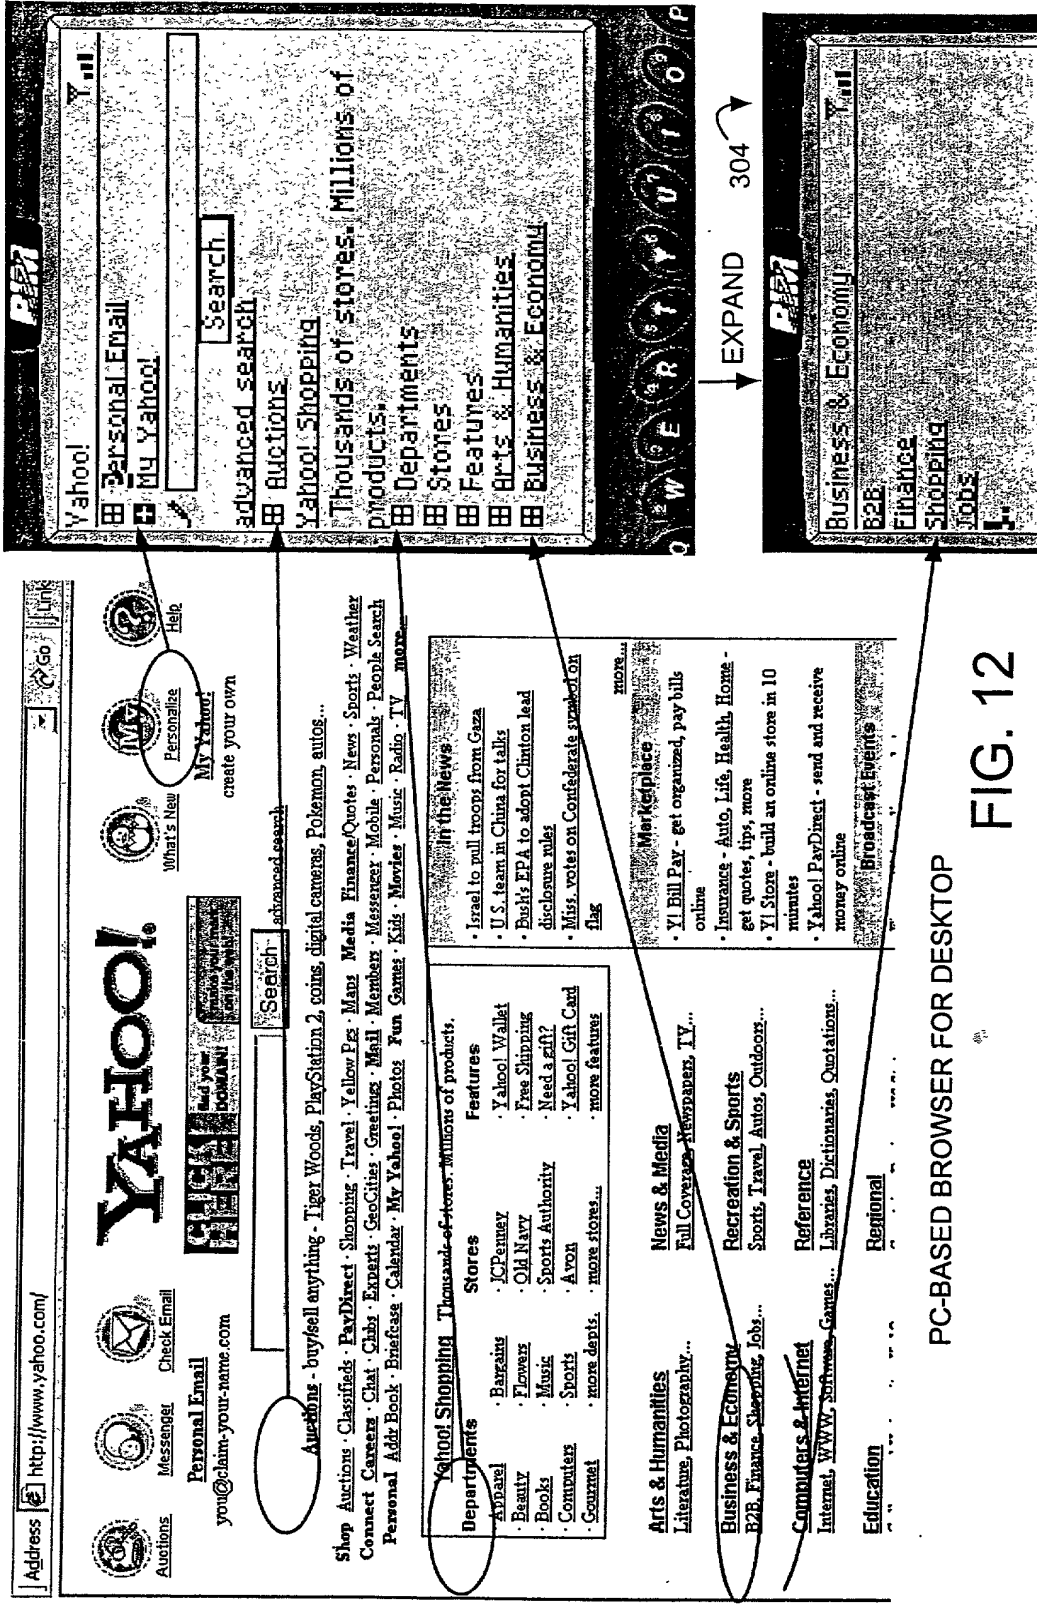 Address http://www.yahoo.com/ Go Link
Auctions
Messenger
Check Email
What's New
Personalize
Help
YAHOO!
Personal Email
you@claim-your-name.com
find your
DOMAIN!
My Yahoo!
create your own
Search advanced search
Auctions - buy/sell anything - Tiger Woods, PlayStation 2, coins, digital cameras, Pokemon, autos...
Shop Auctions · Classifieds · PayDirect · Shopping · Travel · Yellow Pgs · Maps Media Finance/Quotes · News · Sports · Weather
Connect Careers · Chat · Clubs · Experts · GeoCities · Greetings · Mail · Members · Messenger · Mobile · Personals · People Search
Personal Addr Book · Briefcase · Calendar · My Yahoo! · Photos Fun Games · Kids · Movies · Music · Radio · TV more...
Yahoo! Shopping Thousands of stores. Millions of products.
Departments
Apparel
· Beauty
· Books
· Computers
· Gourmet
· Bargains
· Flowers
· Music
· Sports
· more depts.
Stores
· JCPenney
· Old Navy
· Sports Authority
· Avon
· more stores...
Features
· Yahoo! Wallet
· Free Shipping
· Need a gift?
· Yahoo! Gift Card
· more features
Arts & Humanities
Literature, Photography...
Business & Economy
B2B, Finance, Shopping, Jobs...
Computers & Internet
Internet, WWW, Software, Games...
Education
News & Media
Full Coverage, Newspapers, TV...
Recreation & Sports
Sports, Travel, Autos, Outdoors...
Reference
Libraries, Dictionaries, Quotations...
Regional
In the News
· Israel to pull troops from Gaza
· U.S. team in China for talks
· Bush's EPA to adopt Clinton lead
disclosure rules
· Miss. votes on Confederate symbol on
flag
more...
Marketplace
· Y! Bill Pay - get organized, pay bills
online
· Insurance - Auto, Life, Health, Home -
get quotes, tips, more
· Y! Store - build an online store in 10
minutes
· Yahoo! PayDirect - send and receive
money online
Broadcast Events
PC-BASED BROWSER FOR DESKTOP
FIG. 12
Yahoo!
Personal Email
My Yahoo!
Search
advanced search
Auctions
Yahoo! Shopping
Thousands of stores. Millions of
products.
Departments
Stores
Features
Arts & Humanities
Business & Economy
Q W E R T Y U I O P
EXPAND 304
Business & Economy
B2B
Finance
Shopping
Jobs